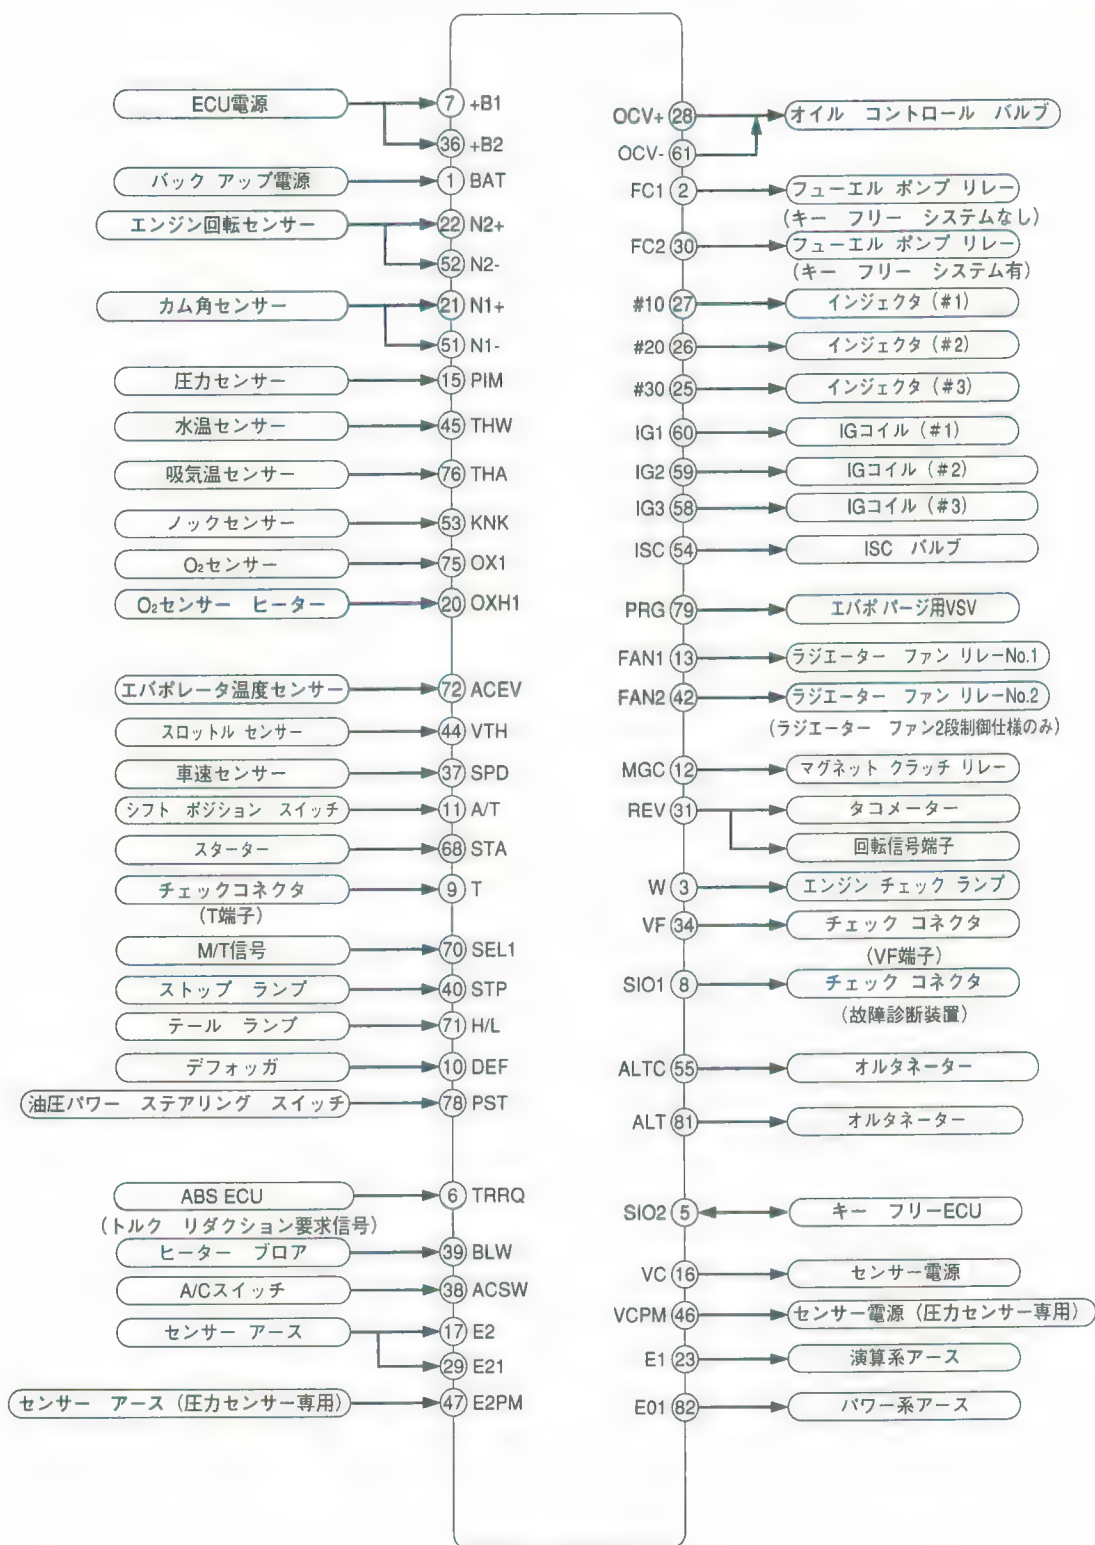 ECU電源 7 +B1
36 +B2
バック アップ電源 1 BAT
エンジン回転センサー 22 N2+
52 N2-
カム角センサー 21 N1+
51 N1-
圧力センサー 15 PIM
水温センサー 45 THW
吸気温センサー 76 THA
ノックセンサー 53 KNK
O₂センサー 75 OX1
O₂センサー ヒーター 20 OXH1
エバポレータ温度センサー 72 ACEV
スロットル センサー 44 VTH
車速センサー 37 SPD
シフト ポジション スイッチ 11 A/T
スターター 68 STA
チェックコネクタ 9 T
(T端子)
M/T信号 70 SEL1
ストップ ランプ 40 STP
テール ランプ 71 H/L
デフォッガ 10 DEF
油圧パワー ステアリング スイッチ 78 PST
ABS ECU 6 TRRQ
(トルク リダクション要求信号)
ヒーター ブロア 39 BLW
A/Cスイッチ 38 ACSW
センサー アース 17 E2
29 E21
センサー アース (圧力センサー専用) 47 E2PM
OCV+ 28 オイル コントロール バルブ
OCV- 61
FC1 2 フューエル ポンプ リレー
(キー フリー システムなし)
FC2 30 フューエル ポンプ リレー
(キー フリー システム有)
#10 27 インジェクタ (#1)
#20 26 インジェクタ (#2)
#30 25 インジェクタ (#3)
IG1 60 IGコイル (#1)
IG2 59 IGコイル (#2)
IG3 58 IGコイル (#3)
ISC 54 ISC バルブ
PRG 79 エバポ パージ用VSV
FAN1 13 ラジエーター ファン リレーNo.1
FAN2 42 ラジエーター ファン リレーNo.2
(ラジエーター ファン2段制御仕様のみ)
MGC 12 マグネット クラッチ リレー
REV 31 タコメーター
回転信号端子
W 3 エンジン チェック ランプ
VF 34 チェック コネクタ
(VF端子)
SIO1 8 チェック コネクタ
(故障診断装置)
ALTC 55 オルタネーター
ALT 81 オルタネーター
SIO2 5 キー フリーECU
VC 16 センサー電源
VCPM 46 センサー電源 (圧力センサー専用)
E1 23 演算系アース
E01 82 パワー系アース